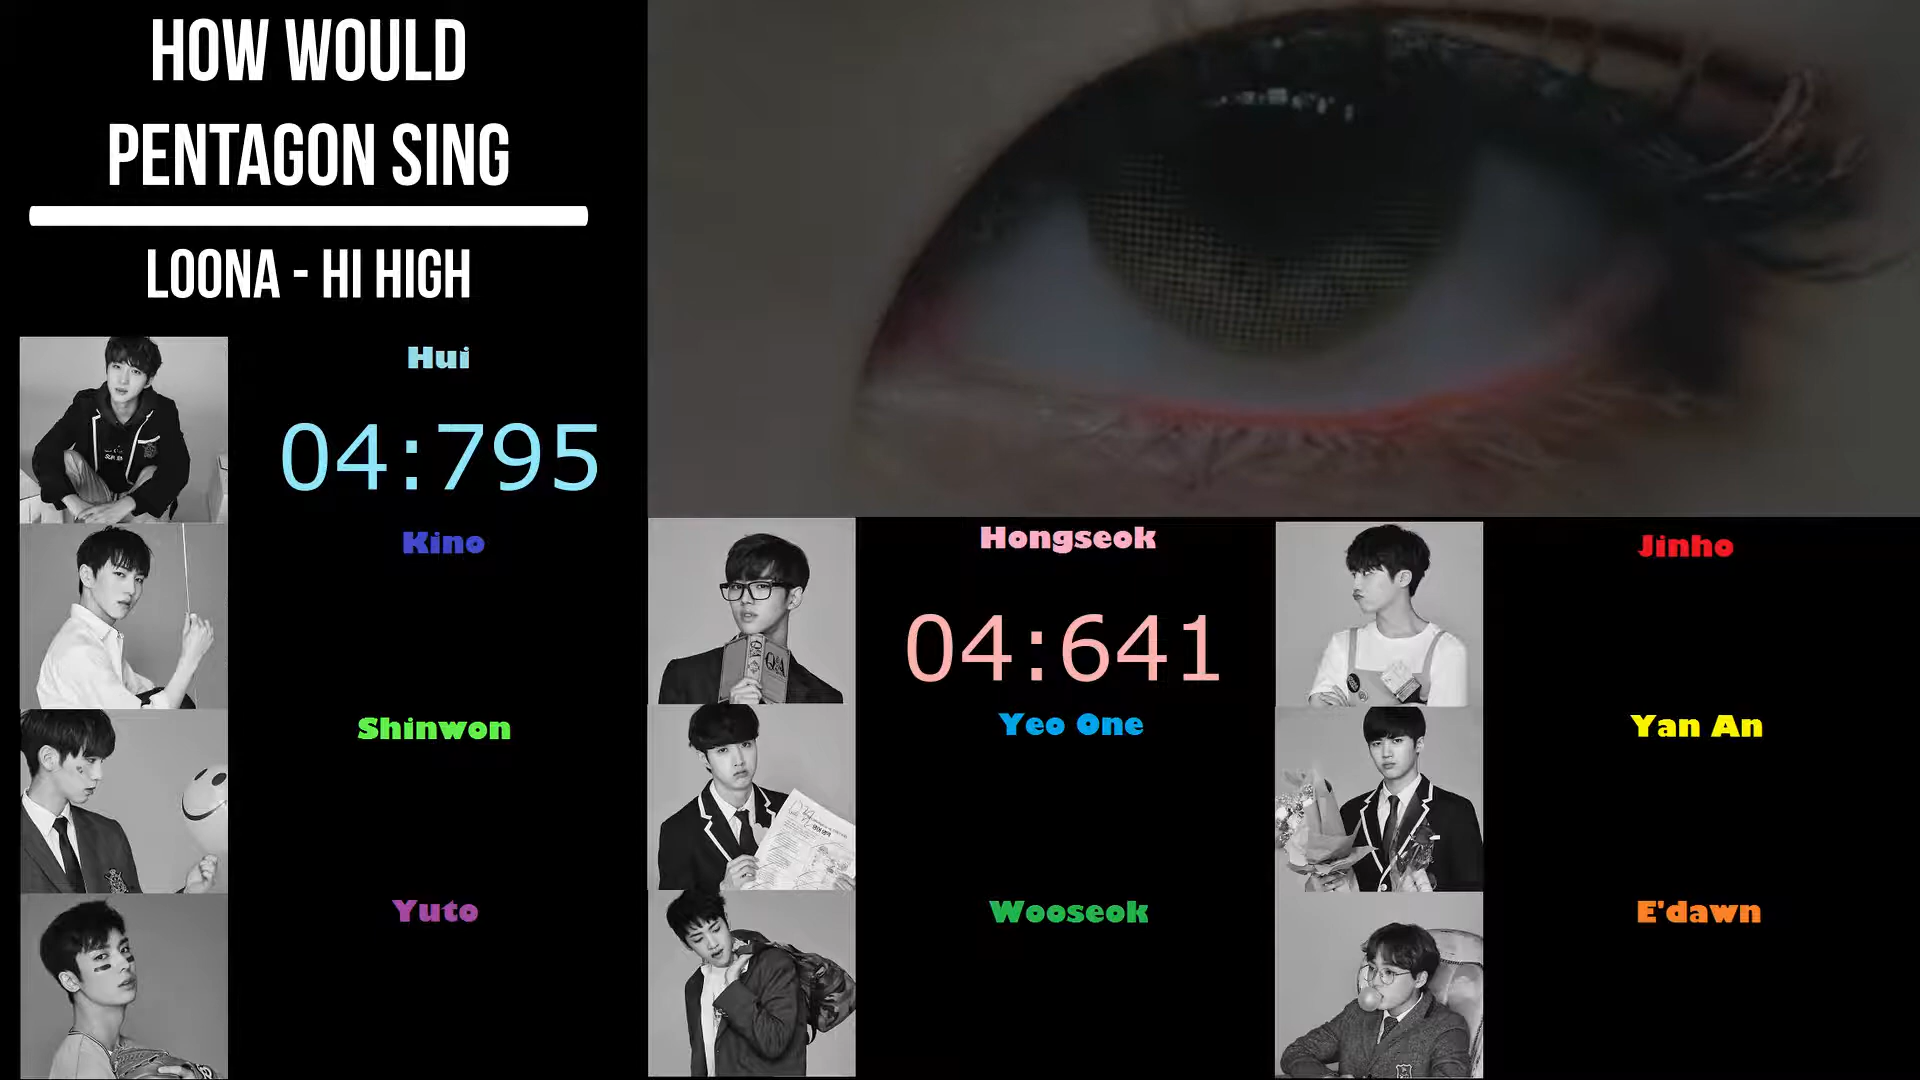 HOW WOULD
PENTAGON SING
LOONA - HI HIGH
Hui
04:795
Kino
Hongseok
04:641
Jinho
Shinwon
Yeo One
Yan An
Yuto
Wooseok
E'dawn
Q&A